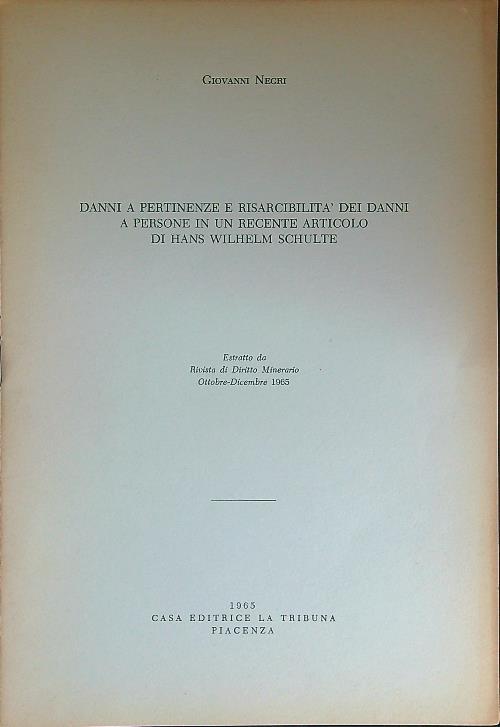 Giovanni Negri
DANNI A PERTINENZE E RISARCIBILITA' DEI DANNI
A PERSONE IN UN RECENTE ARTICOLO
DI HANS WILHELM SCHULTE
Estratto da
Rivista di Diritto Minerario
Ottobre-Dicembre 1965
1965
CASA EDITRICE LA TRIBUNA
PIACENZA